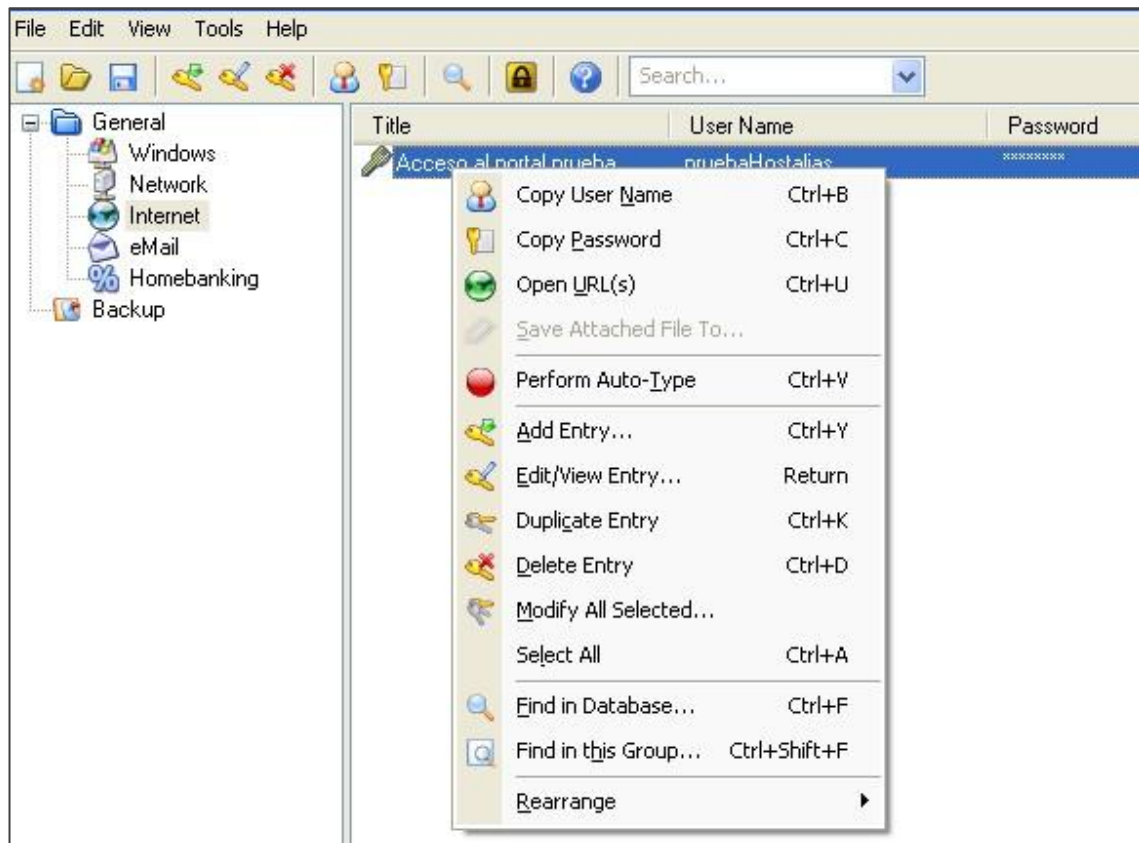 File Edit View Tools Help
Search...
General
Windows
Network
Internet
eMail
Homebanking
Backup
Title User Name Password
Acceso al portal prueba pruebaHostalias ********
Copy User Name Ctrl+B
Copy Password Ctrl+C
Open URL(s) Ctrl+U
Save Attached File To...
Perform Auto-Type Ctrl+V
Add Entry... Ctrl+Y
Edit/View Entry... Return
Duplicate Entry Ctrl+K
Delete Entry Ctrl+D
Modify All Selected...
Select All Ctrl+A
Find in Database... Ctrl+F
Find in this Group... Ctrl+Shift+F
Rearrange